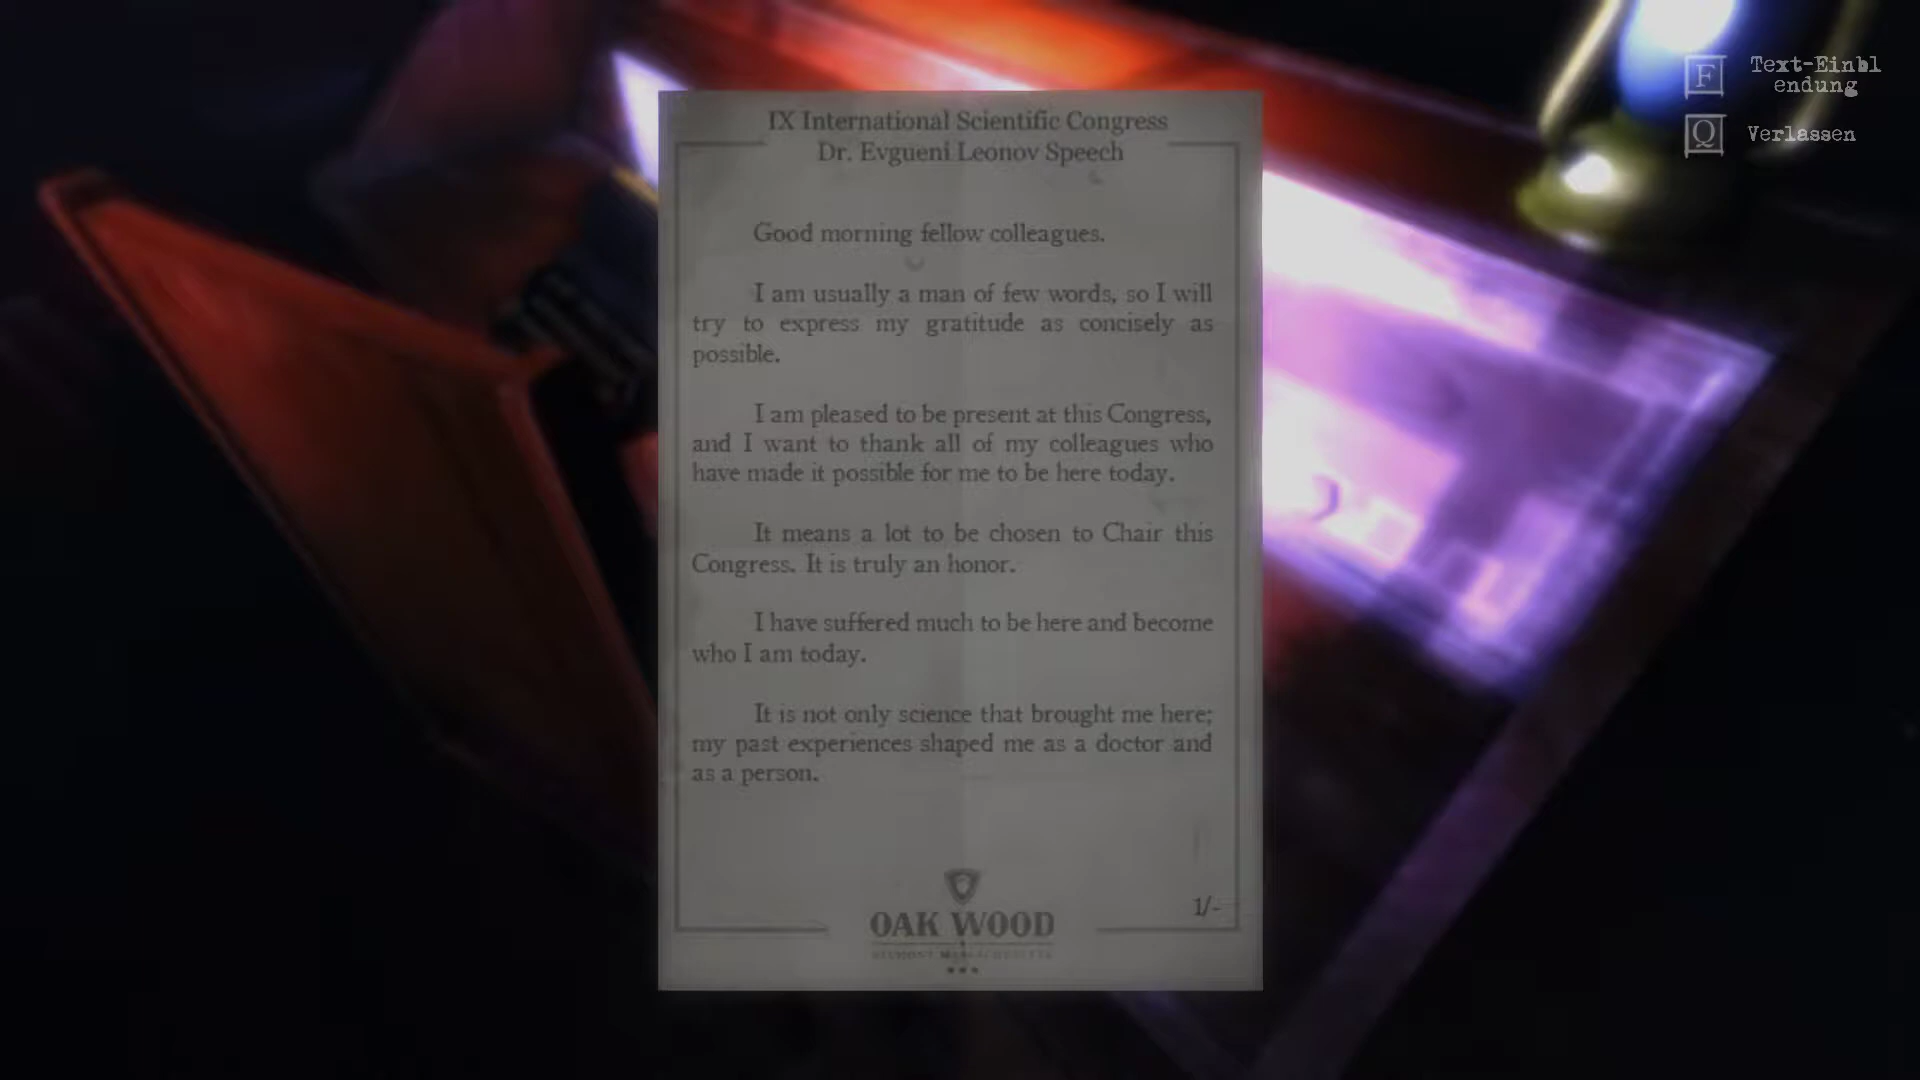 IX International Scientific Congress
Dr. Evgueni Leonov Speech
Good morning fellow colleagues.
I am usually a man of few words, so I will
try to express my gratitude as concisely as
possible.
I am pleased to be present at this Congress,
and I want to thank all of my colleagues who
have made it possible for me to be here today.
It means a lot to be chosen to Chair this
Congress. It is truly an honor.
I have suffered much to be here and become
who I am today.
It is not only science that brought me here;
my past experiences shaped me as a doctor and
as a person.
1/-
OAK WOOD
F Text-Einbl
endung
Q Verlassen